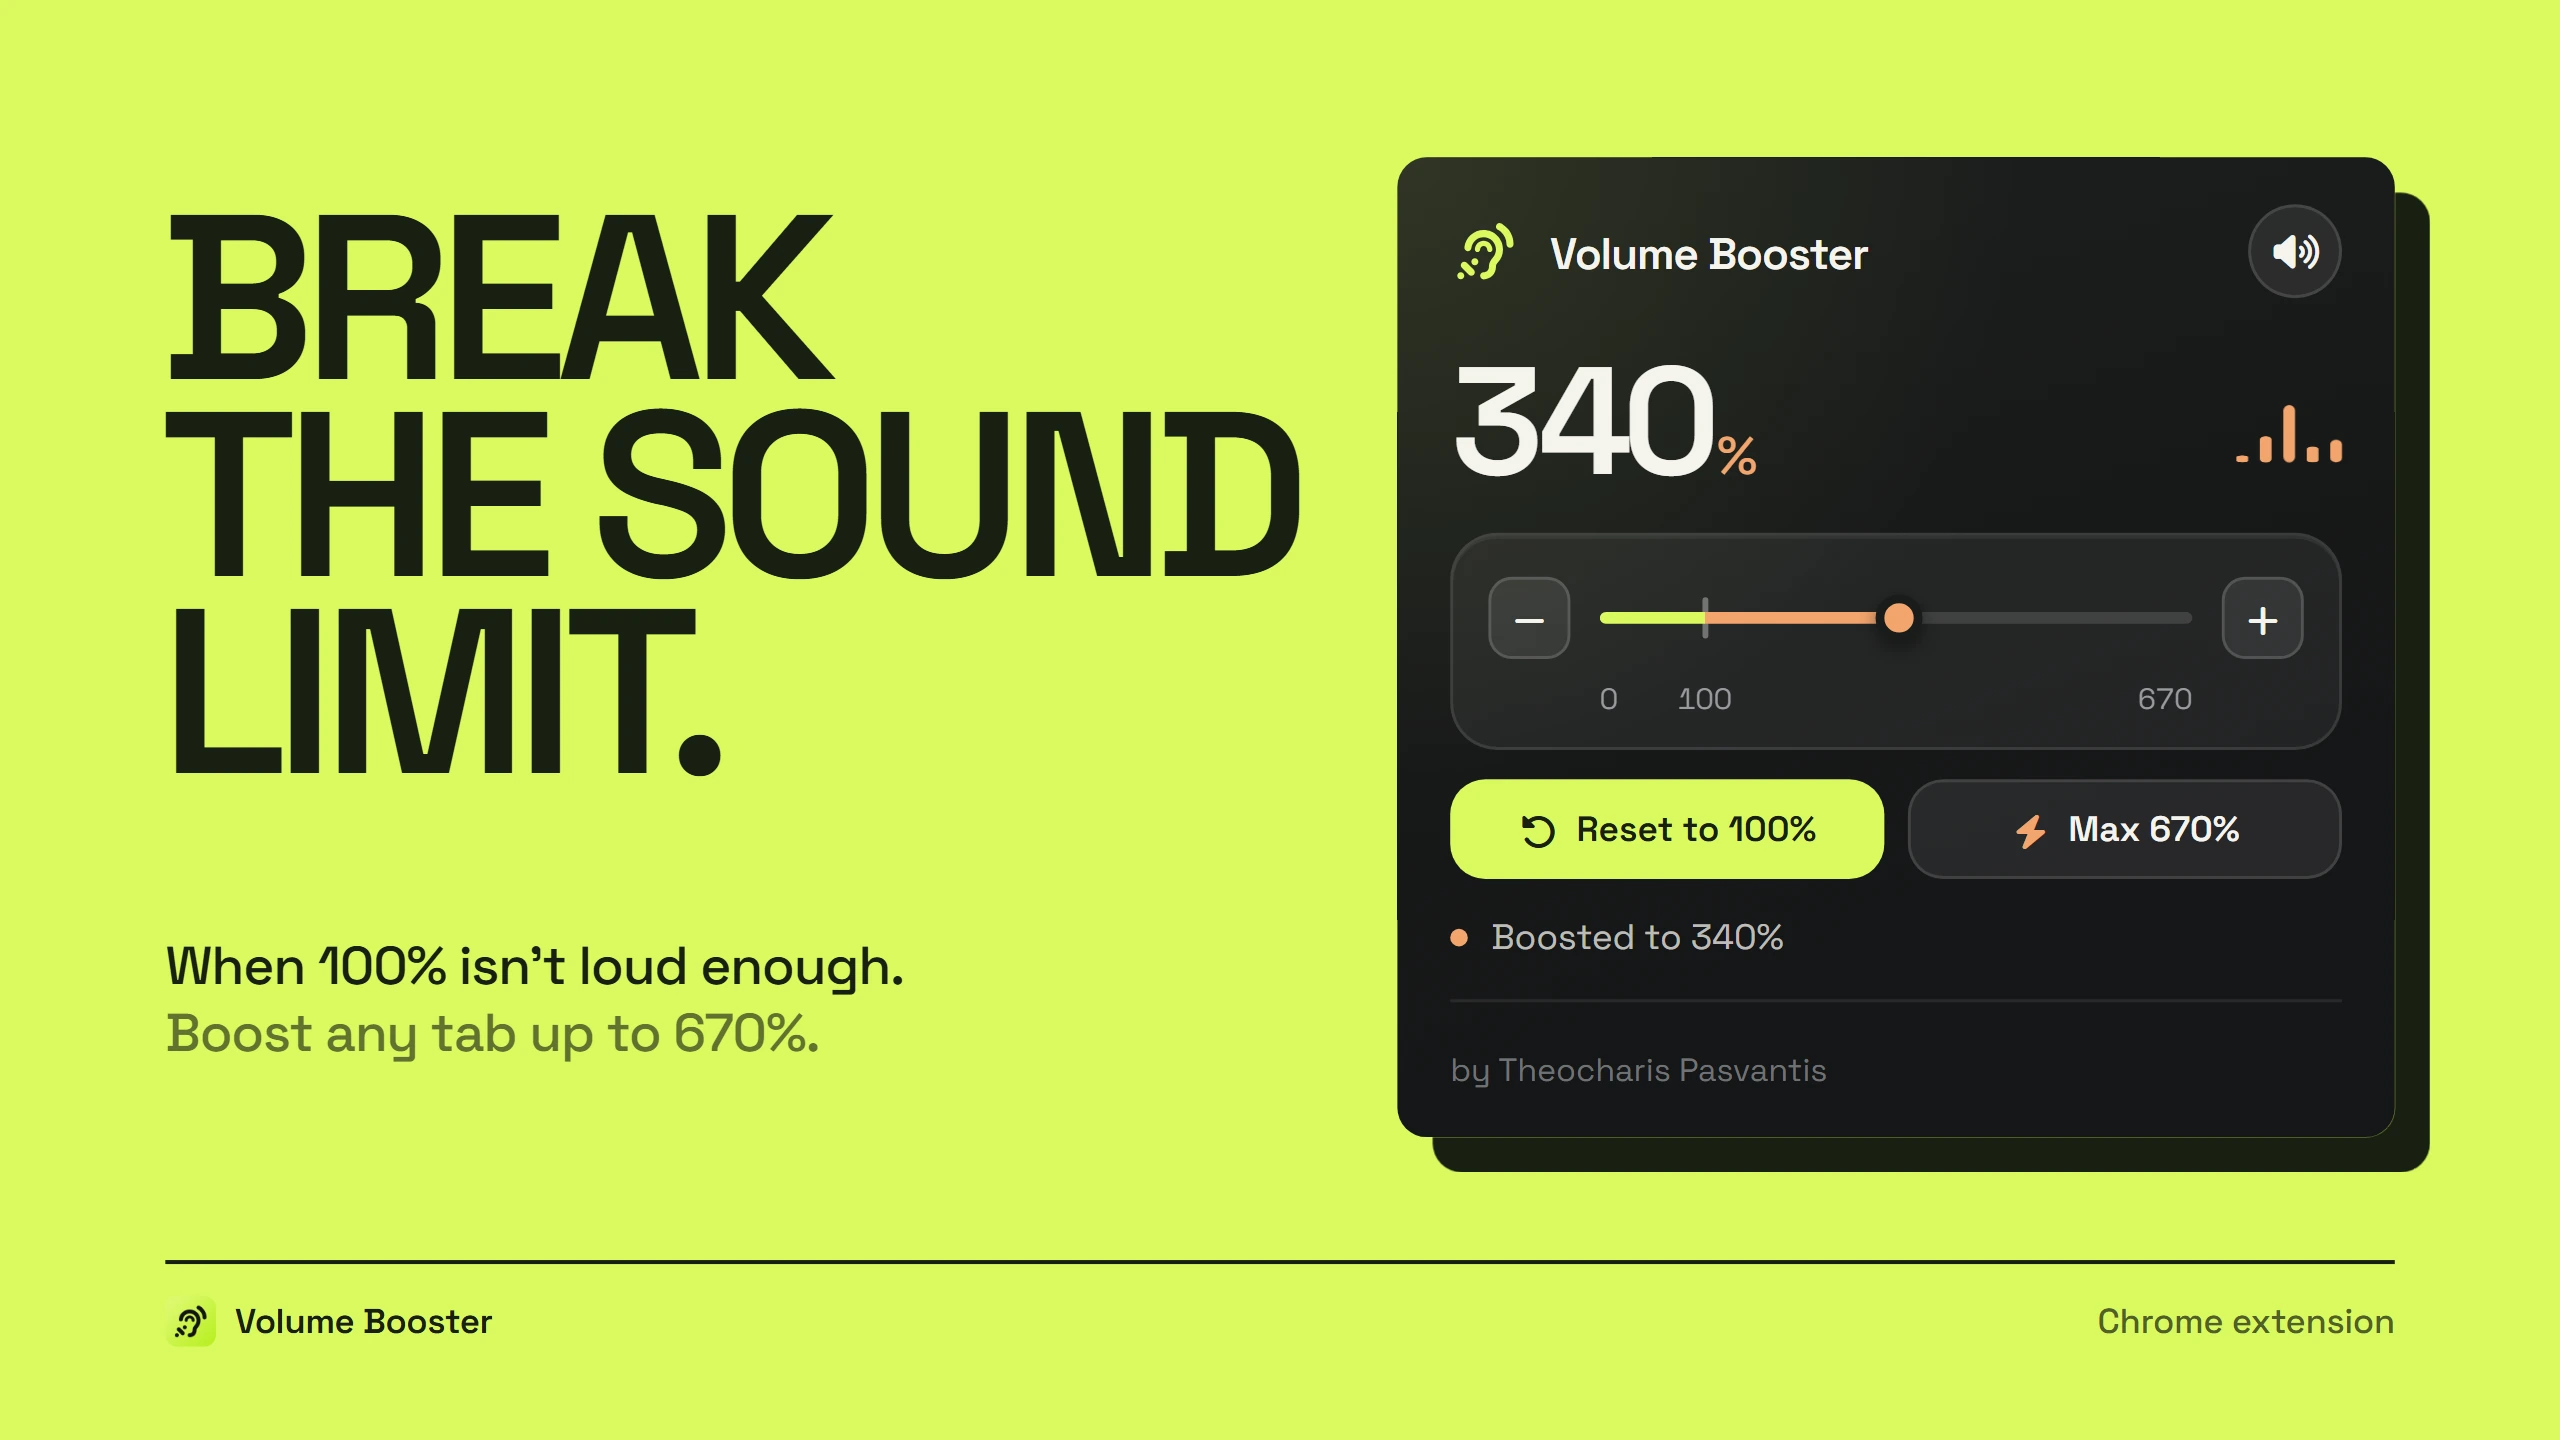 BREAK
THE SOUND
LIMIT.
When 100% isn’t loud enough.
Boost any tab up to 670%.
Volume Booster
340%
0 100 670
Reset to 100%
Max 670%
Boosted to 340%
by Theocharis Pasvantis
Volume Booster
Chrome extension